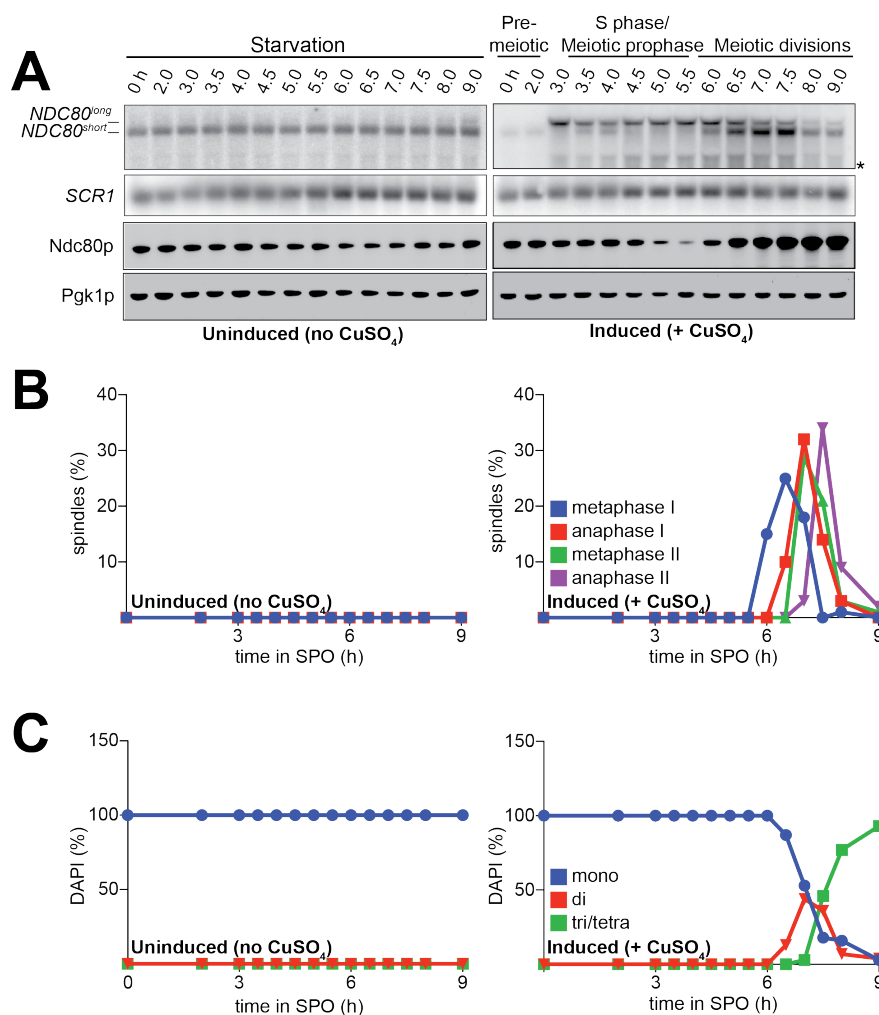 A
Starvation
Pre-
meiotic
S phase/
Meiotic prophase
Meiotic divisions
0 h 2.0 3.0 3.5 4.0 4.5 5.0 5.5 6.0 6.5 7.0 7.5 8.0 9.0
0 h 2.0 3.0 3.5 4.0 4.5 5.0 5.5 6.0 6.5 7.0 7.5 8.0 9.0
NDC80long
NDC80short
*
SCR1
Ndc80p
Pgk1p
Uninduced (no CuSO4)
Induced (+ CuSO4)
B
40
30
20
10
spindles (%)
Uninduced (no CuSO4)
3 6 9
time in SPO (h)
40
30
20
10
spindles (%)
metaphase I
anaphase I
metaphase II
anaphase II
Induced (+ CuSO4)
3 6 9
time in SPO (h)
C
150
100
50
DAPI (%)
Uninduced (no CuSO4)
0 3 6 9
time in SPO (h)
150
100
50
DAPI (%)
mono
di
tri/tetra
Induced (+ CuSO4)
3 6 9
time in SPO (h)